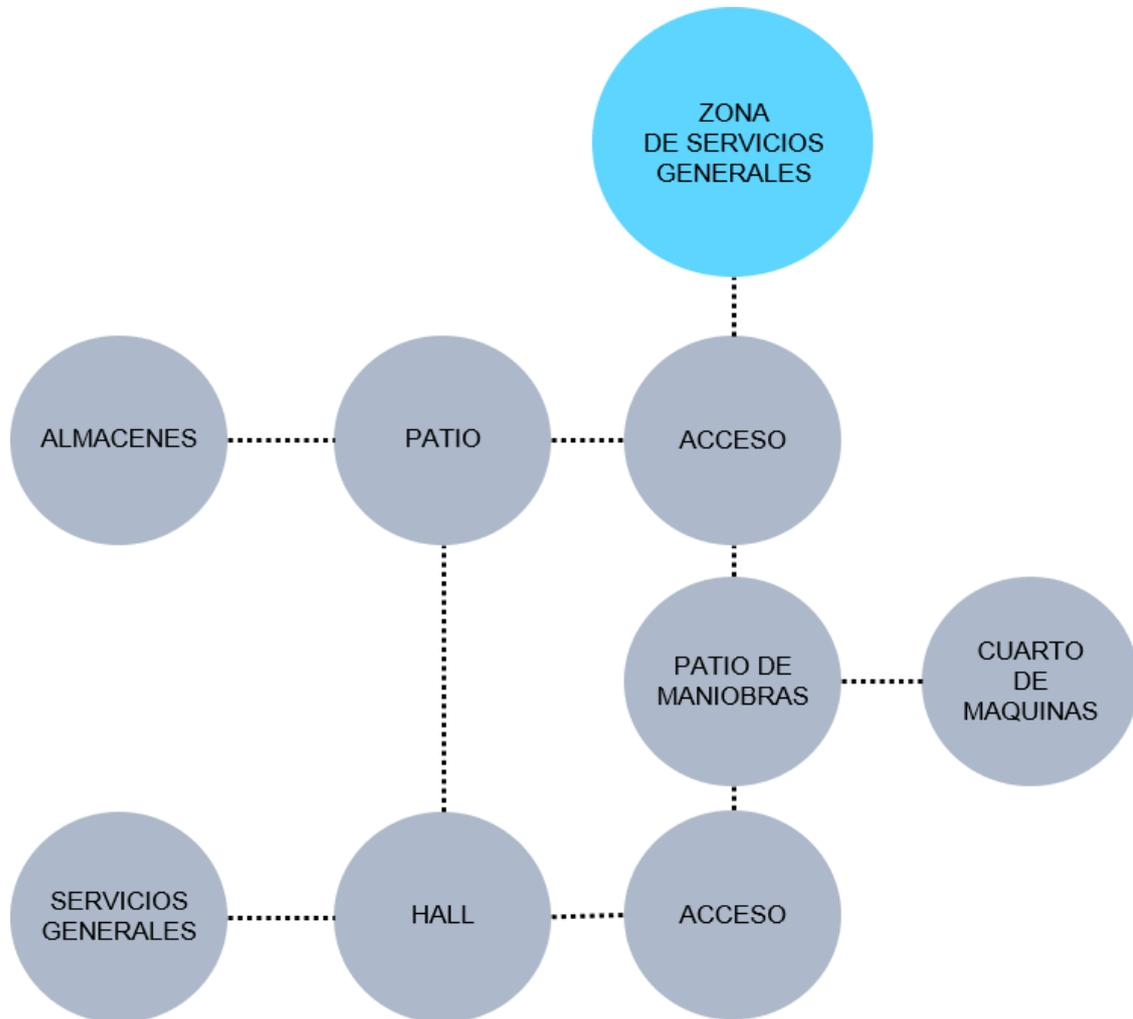 ZONA
DE SERVICIOS
GENERALES
ALMACENES
PATIO
ACCESO
PATIO DE
MANIOBRAS
CUARTO
DE
MAQUINAS
SERVICIOS
GENERALES
HALL
ACCESO